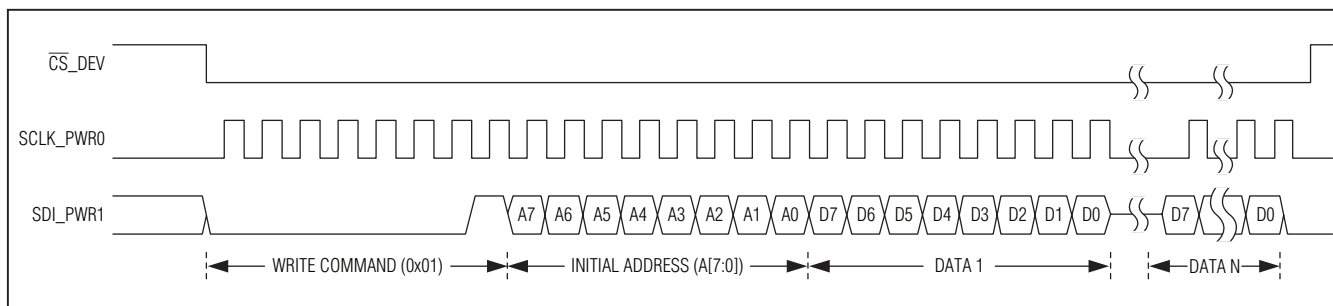 C̅S̅_DEV
SCLK_PWR0
SDI_PWR1 A7 A6 A5 A4 A3 A2 A1 A0 D7 D6 D5 D4 D3 D2 D1 D0 D7 D0
WRITE COMMAND (0x01) INITIAL ADDRESS (A[7:0]) DATA 1 DATA N